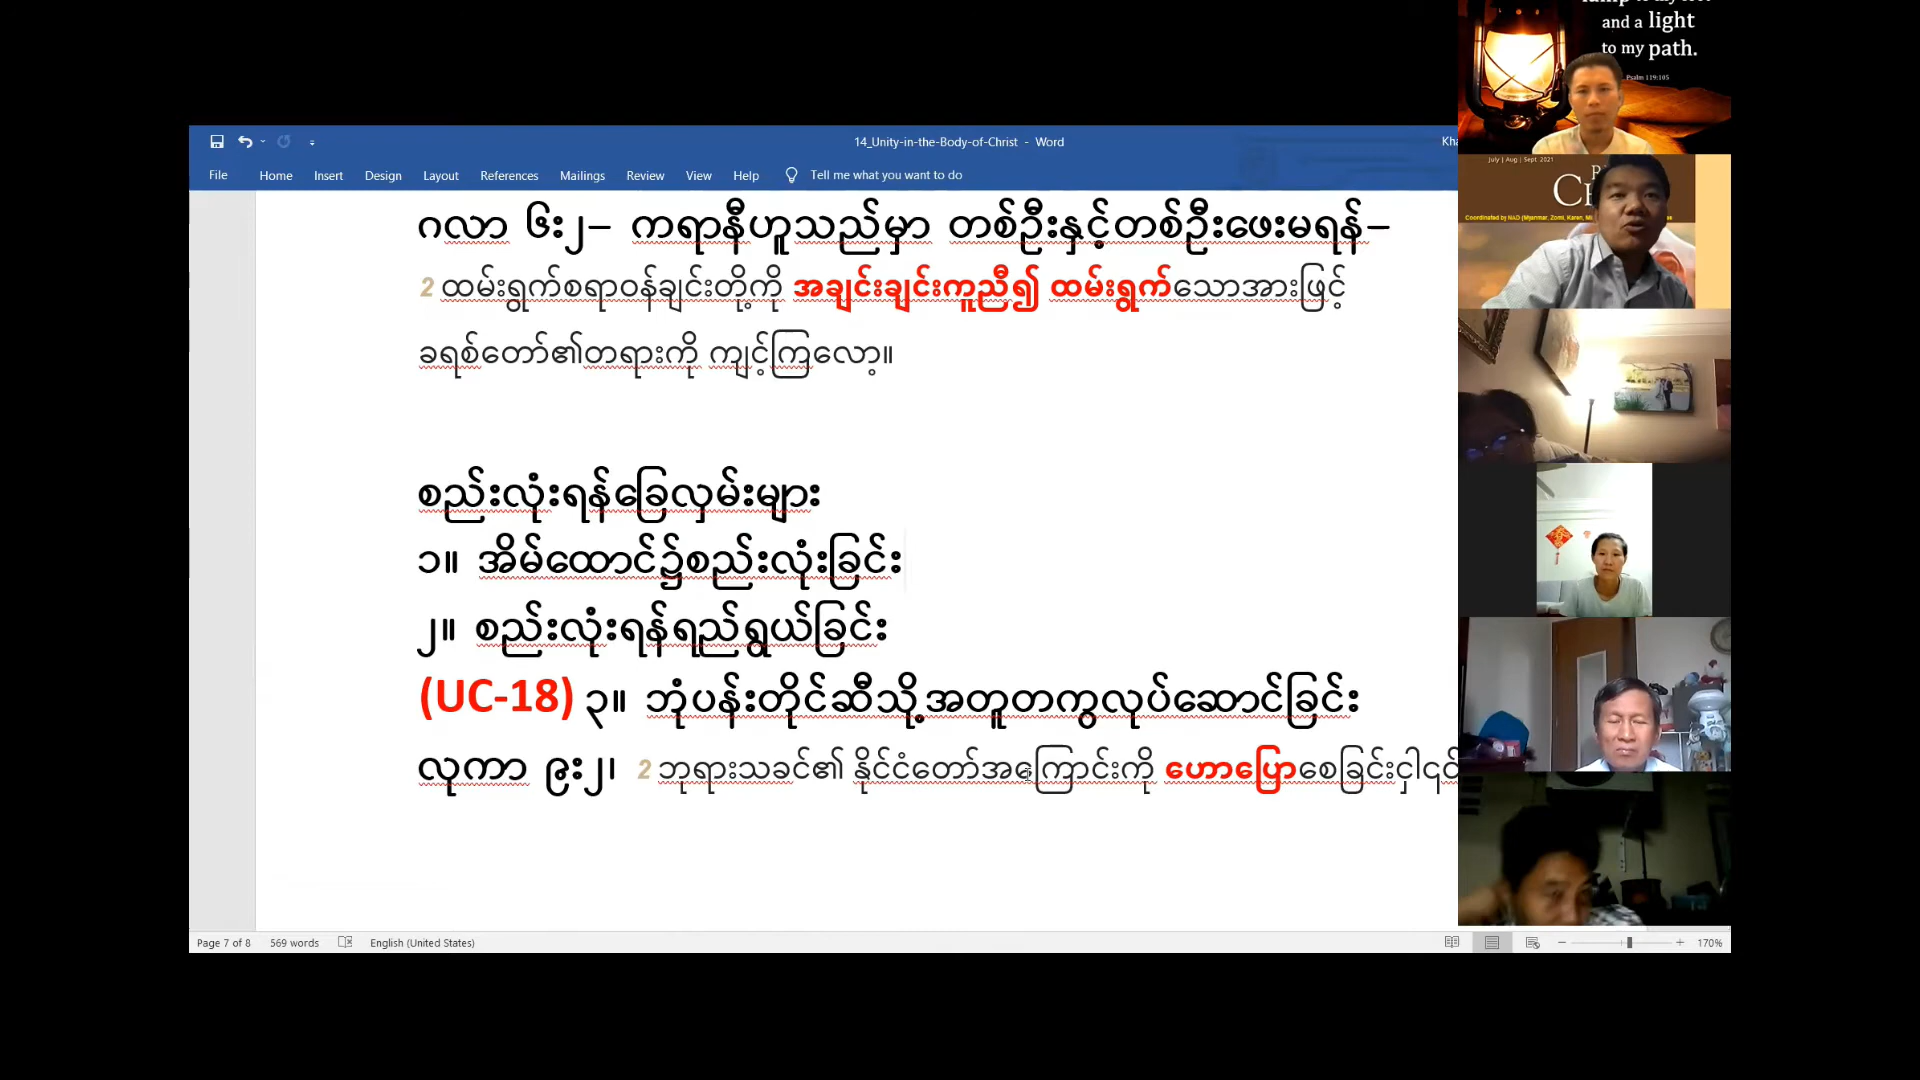 and a light
to my path.
Psalm 119:105
14_Unity-in-the-Body-of-Christ - Word
File Home Insert Design Layout References Mailings Review View Help Tell me what you want to do
July | Aug | Sept 2021
ဂလာ ၆း၂– ကရာနီဟူသည်မှာ တစ်ဦးနှင့်တစ်ဦးဖေးမရန်–
2 ထမ်းရွက်စရာဝန်ချင်းတို့ကို အချင်းချင်းကူညီ၍ ထမ်းရွက်သောအားဖြင့်
ခရစ်တော်၏တရားကို ကျင့်ကြလော့။
စည်းလုံးရန်ခြေလှမ်းများ
၁။ အိမ်ထောင်၌စည်းလုံးခြင်း
၂။ စည်းလုံးရန်ရည်ရွယ်ခြင်း
(UC-18) ၃။ ဘုံပန်းတိုင်ဆီသို့အတူတကွလုပ်ဆောင်ခြင်း
လုကာ ၉း၂၊ 2 ဘုရားသခင်၏ နိုင်ငံတော်အကြောင်းကို ဟောပြောစေခြင်းငှါ
Page 7 of 8 569 words English (United States) 170%